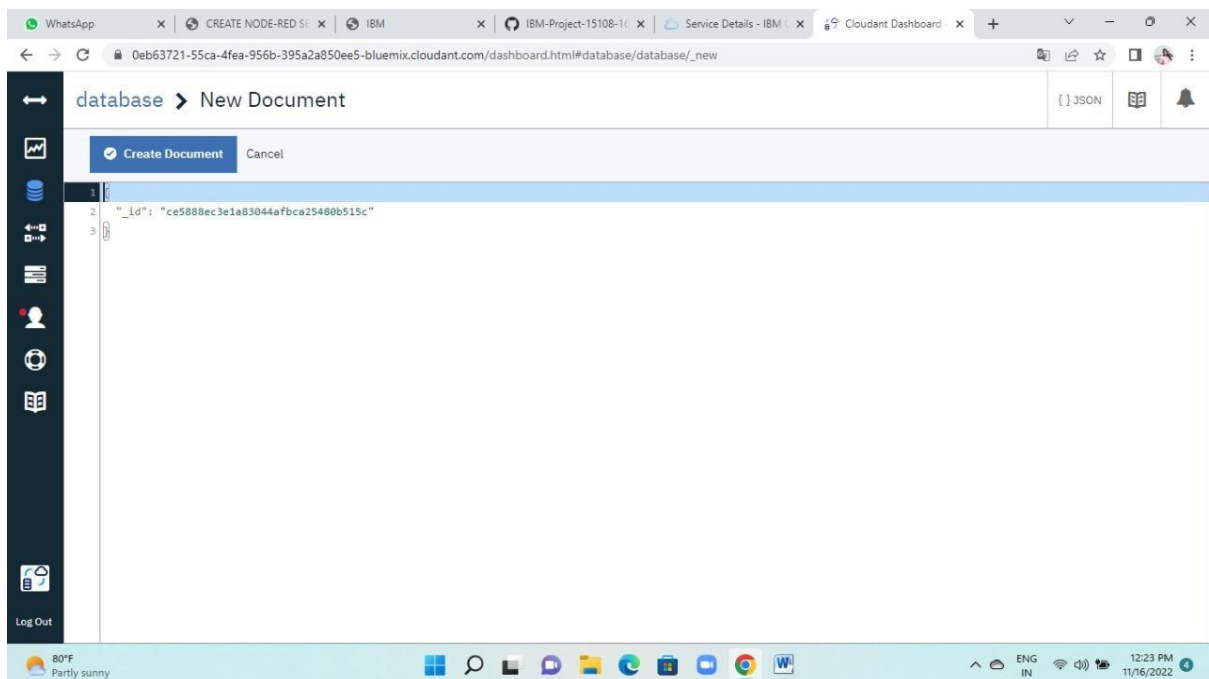 WhatsApp
CREATE NODE-RED SE
IBM
IBM-Project-15108-16
Service Details - IBM C
Cloudant Dashboard -
0eb63721-55ca-4fea-956b-395a2a850ee5-bluemix.cloudant.com/dashboard.html#database/database/_new
database > New Document
{ } JSON
Create Document
Cancel
1 {
2 "_id": "ce5888ec3e1a83044afbca25480b515c"
3 }
Log Out
80°F
Partly sunny
W
ENG
IN
12:23 PM
11/16/2022
4